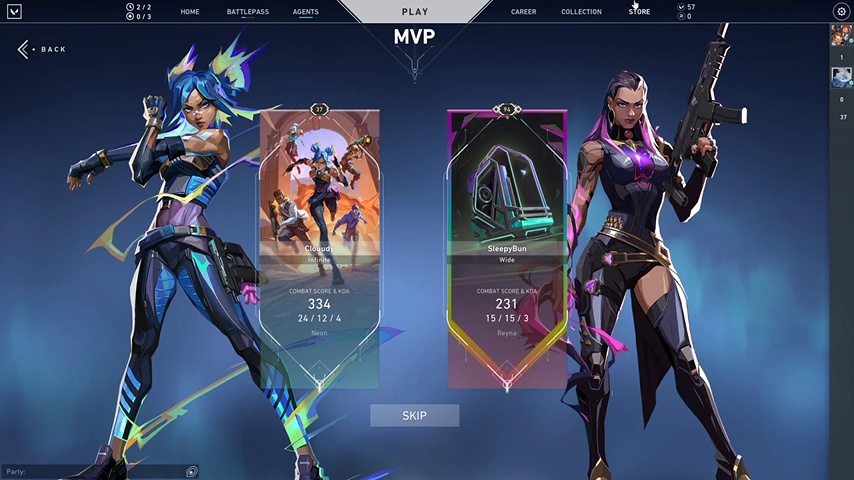 2 / 2
0 / 3
HOME
BATTLEPASS
AGENTS
PLAY
CAREER
COLLECTION
STORE
57
0
BACK
MVP
37
Clouudy
Infinite
COMBAT SCORE & KDA
334
24 / 12 / 4
Neon
94
SleepyBun
Wide
COMBAT SCORE & KDA
231
15 / 15 / 3
Reyna
SKIP
1
0
37
Party: